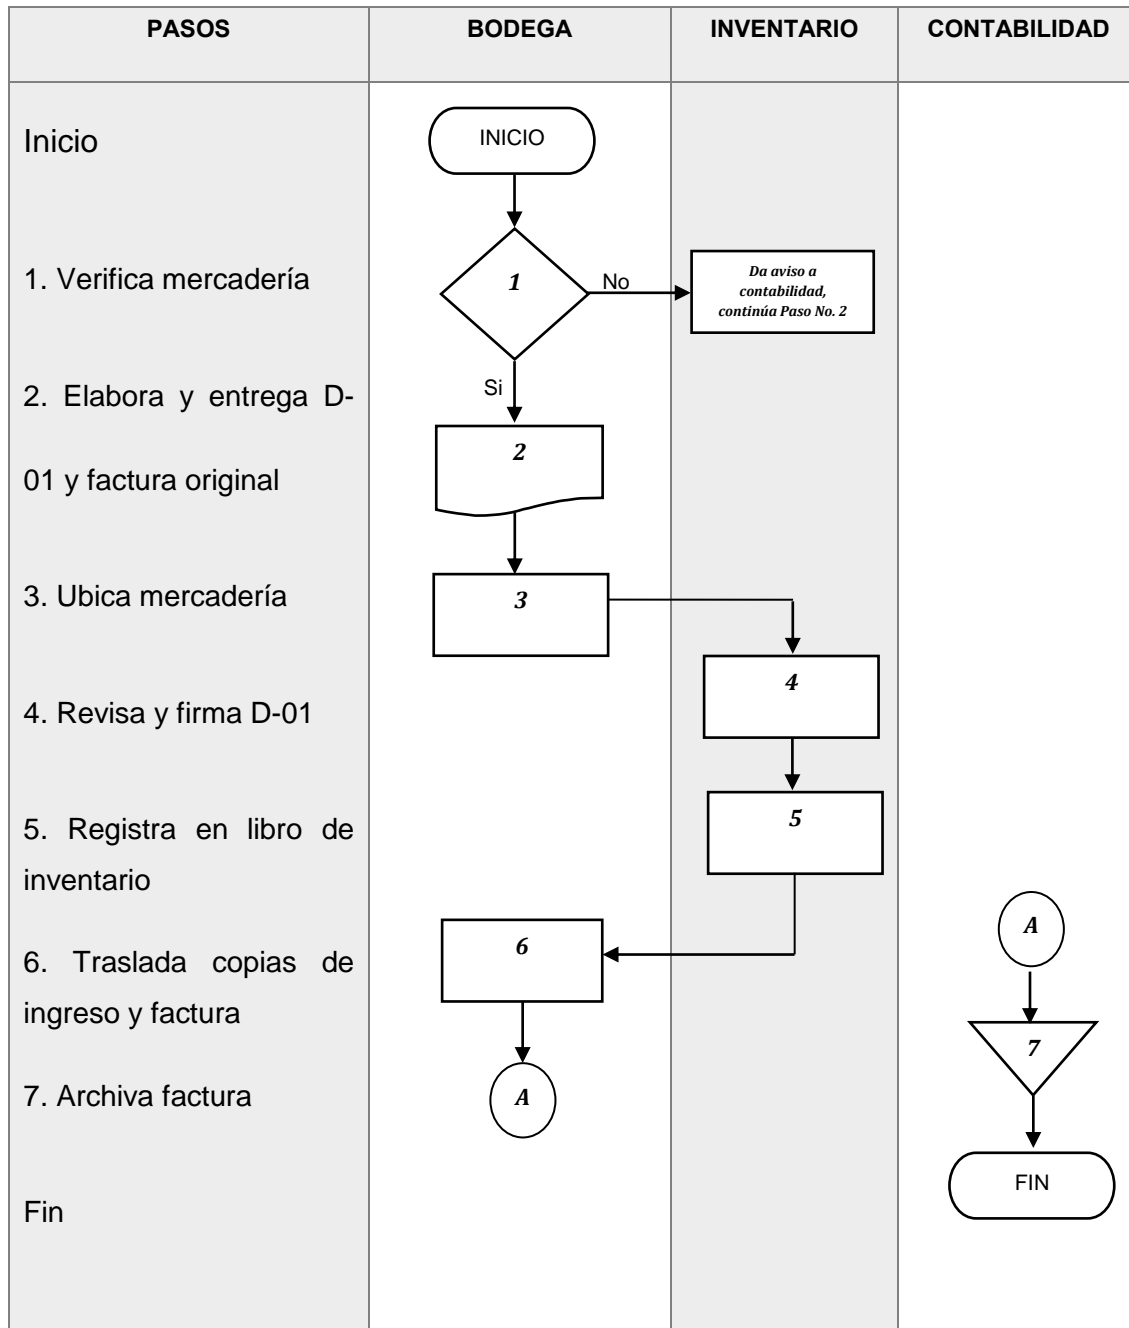 PASOS
BODEGA
INVENTARIO
CONTABILIDAD
Inicio
INICIO
1. Verifica mercadería
1
No
Da aviso a
contabilidad,
continúa Paso No. 2
Si
2. Elabora y entrega D-
01 y factura original
2
3. Ubica mercadería
3
4. Revisa y firma D-01
4
5. Registra en libro de
inventario
5
6. Traslada copias de
ingreso y factura
6
A
7. Archiva factura
A
7
Fin
FIN